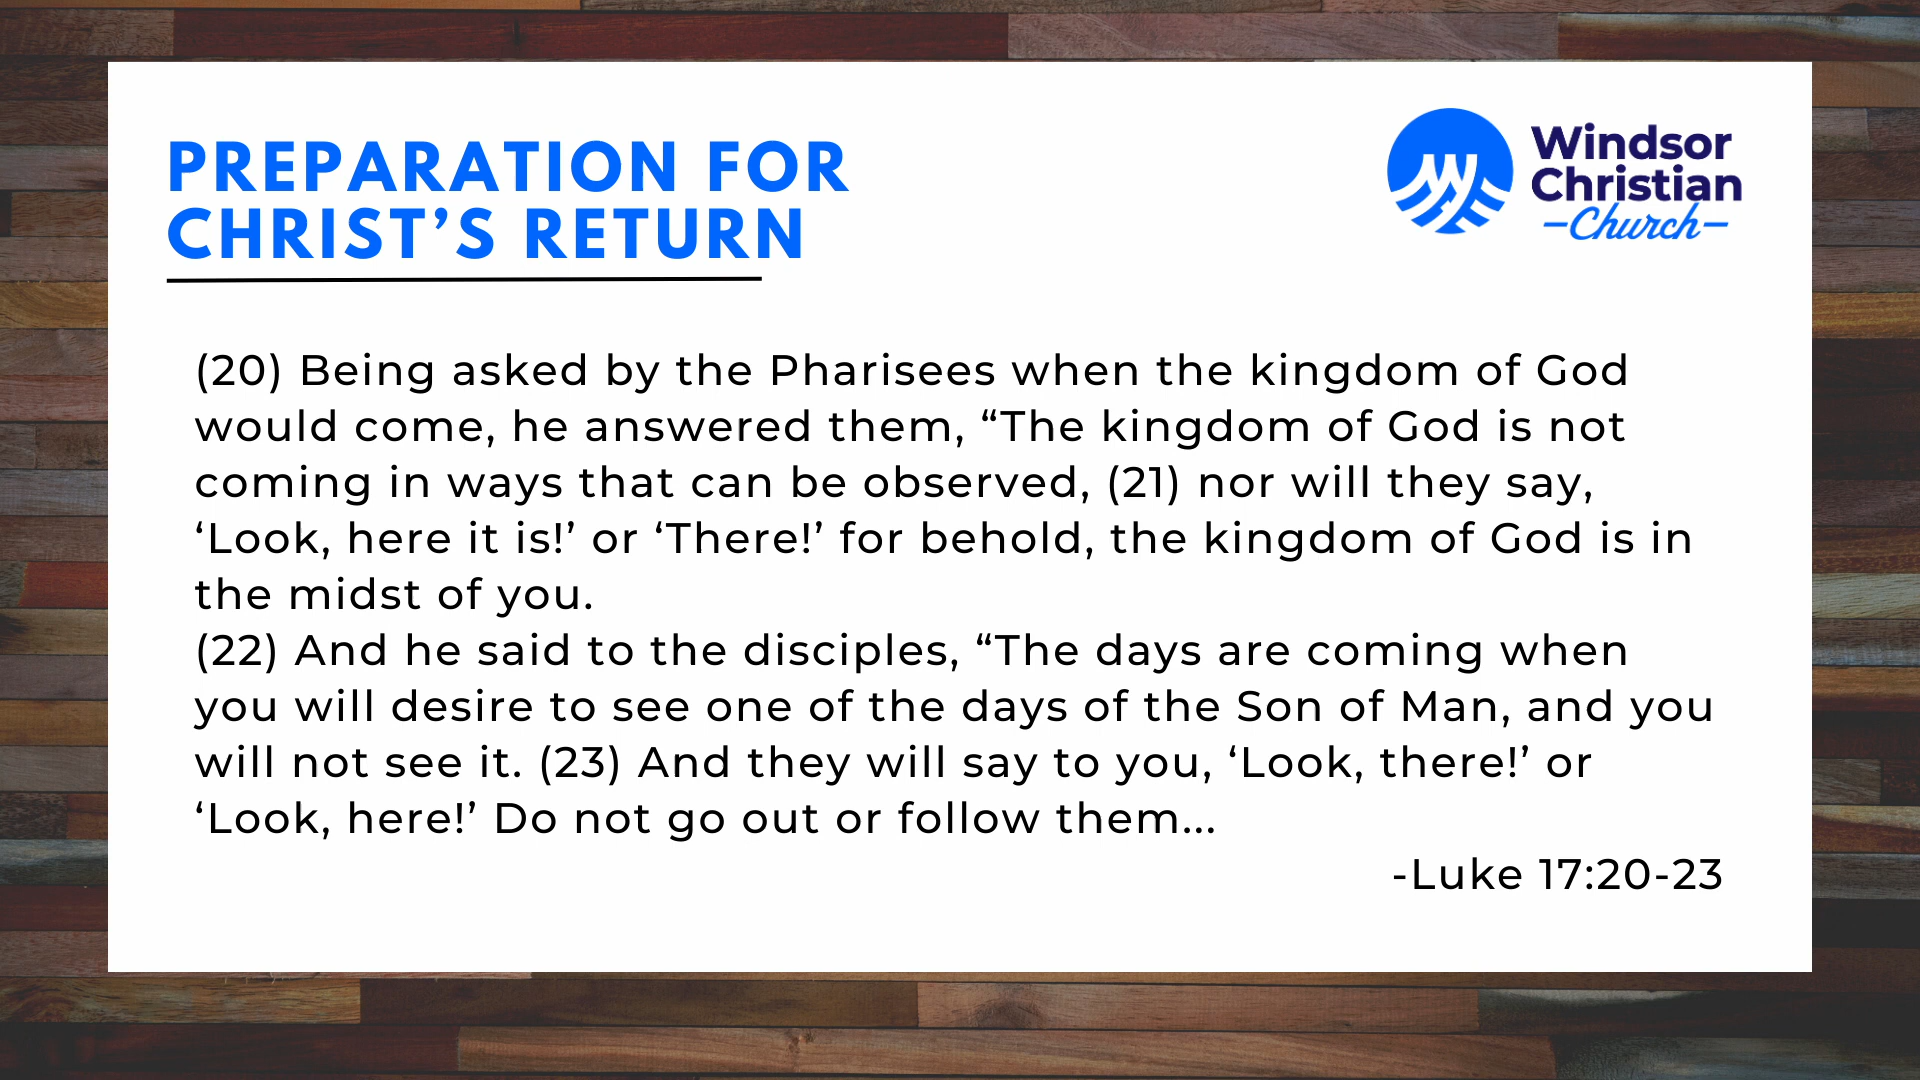 PREPARATION FOR
CHRIST’S RETURN
Windsor
Christian
–Church–
(20) Being asked by the Pharisees when the kingdom of God
would come, he answered them, “The kingdom of God is not
coming in ways that can be observed, (21) nor will they say,
‘Look, here it is!’ or ‘There!’ for behold, the kingdom of God is in
the midst of you.
(22) And he said to the disciples, “The days are coming when
you will desire to see one of the days of the Son of Man, and you
will not see it. (23) And they will say to you, ‘Look, there!’ or
‘Look, here!’ Do not go out or follow them...
-Luke 17:20-23